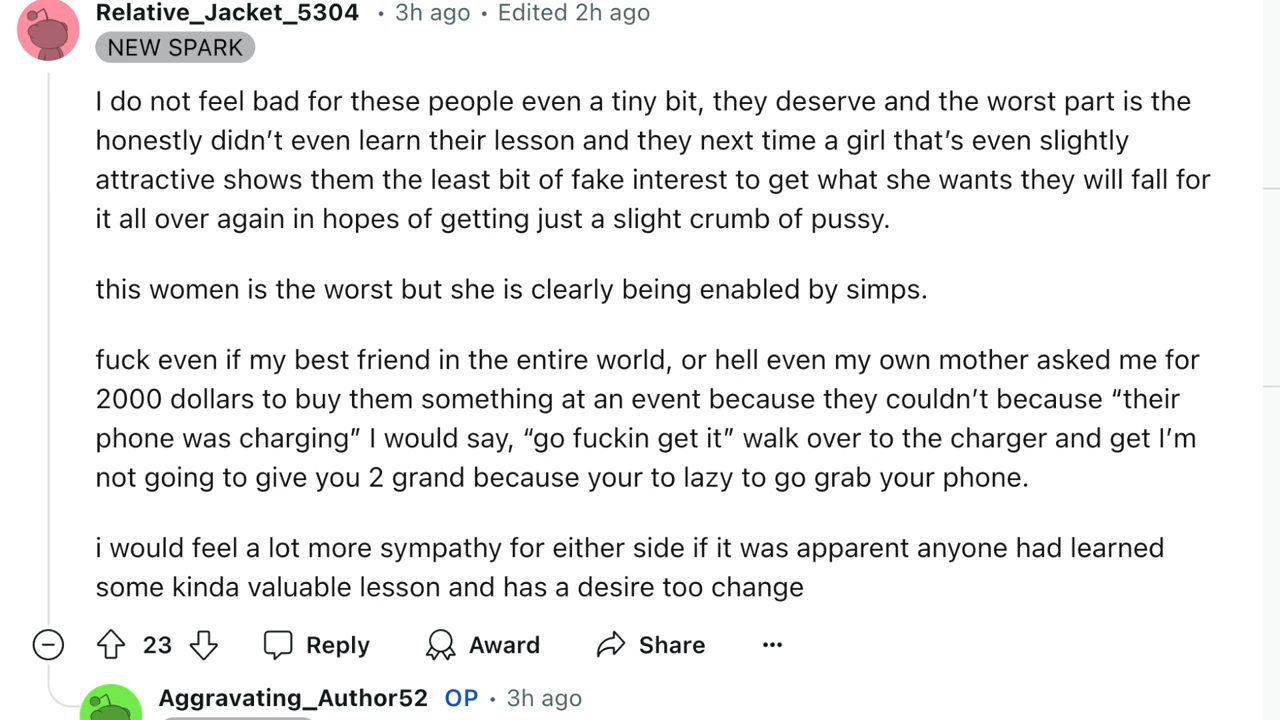 Relative_Jacket_5304 • 3h ago • Edited 2h ago
NEW SPARK
I do not feel bad for these people even a tiny bit, they deserve and the worst part is the
honestly didn’t even learn their lesson and they next time a girl that’s even slightly
attractive shows them the least bit of fake interest to get what she wants they will fall for
it all over again in hopes of getting just a slight crumb of pussy.
this women is the worst but she is clearly being enabled by simps.
fuck even if my best friend in the entire world, or hell even my own mother asked me for
2000 dollars to buy them something at an event because they couldn’t because “their
phone was charging” I would say, “go fuckin get it” walk over to the charger and get I’m
not going to give you 2 grand because your to lazy to go grab your phone.
i would feel a lot more sympathy for either side if it was apparent anyone had learned
some kinda valuable lesson and has a desire too change
23 Reply Award Share ...
Aggravating_Author52 OP • 3h ago